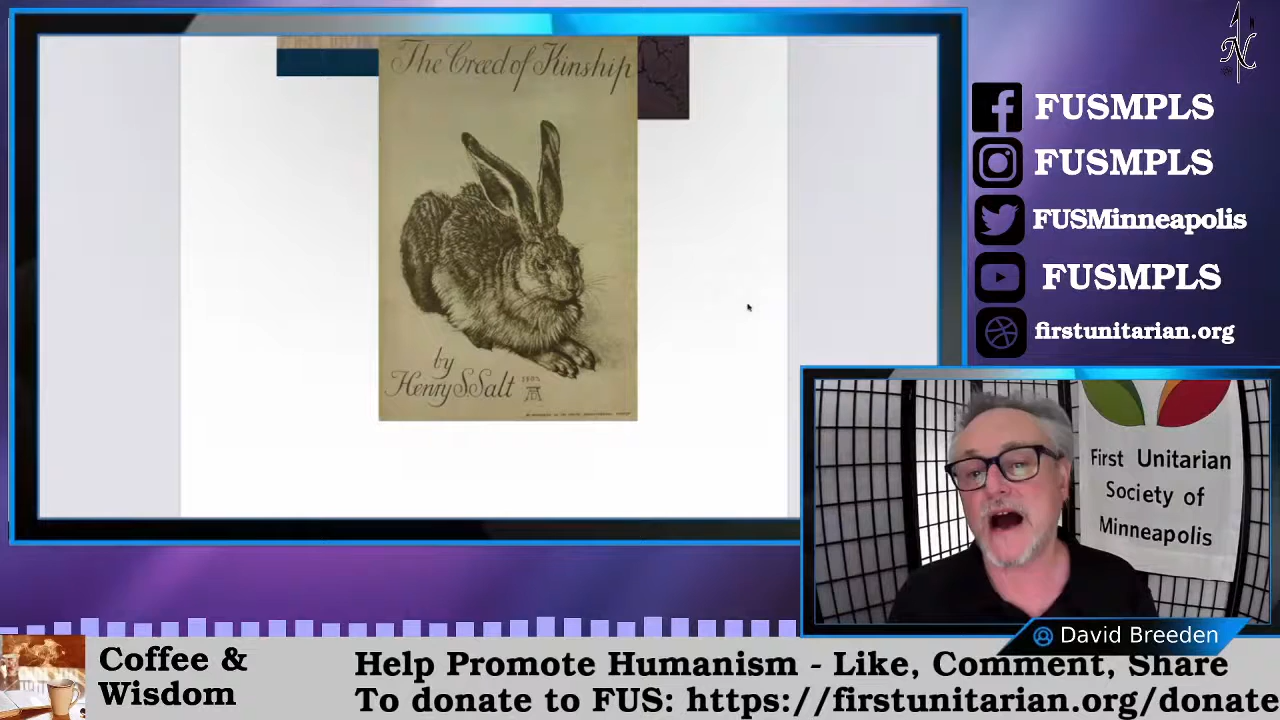 The Creed of Kinship
by
Henry S Salt
1502
FUSMPLS
FUSMPLS
FUSMinneapolis
FUSMPLS
firstunitarian.org
First Unitarian
Society of
Minneapolis
David Breeden
Coffee &
Wisdom
Help Promote Humanism - Like, Comment, Share
To donate to FUS: https://firstunitarian.org/donate